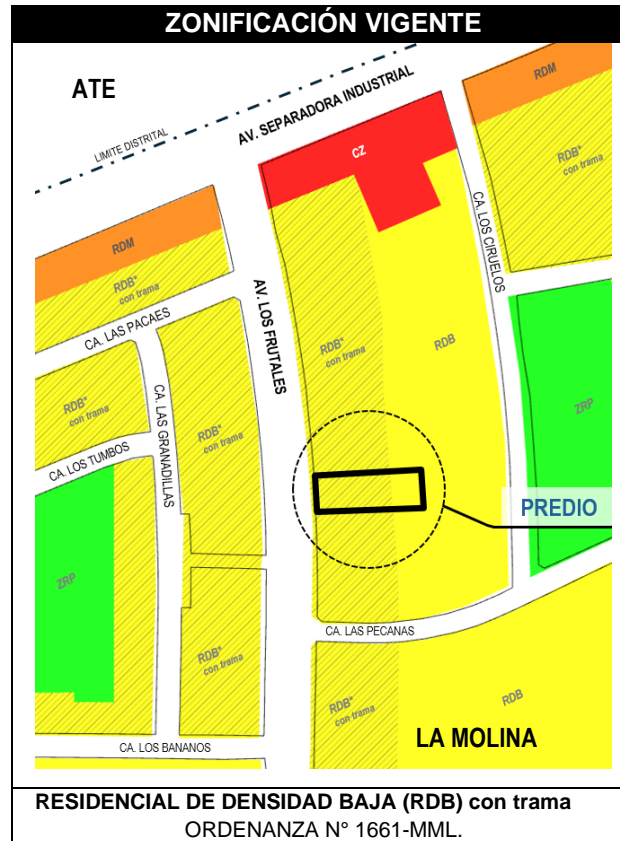 ZONIFICACIÓN VIGENTE
ATE
LIMITE DISTRITAL
AV. SEPARADORA INDUSTRIAL
RDM
CZ
RDB*
con trama
CA. LOS CIRUELOS
RDM
RDB*
con trama
CA. LAS PACAES
AV. LOS FRUTALES
RDB*
con trama
RDB
ZRP
RDB*
con trama
CA. LAS GRANADILLAS
RDB*
con trama
CA. LOS TUMBOS
PREDIO
ZRP
CA. LAS PECANAS
RDB*
con trama
RDB*
con trama
RDB
LA MOLINA
CA. LOS BANANOS
RESIDENCIAL DE DENSIDAD BAJA (RDB) con trama
ORDENANZA N° 1661-MML.